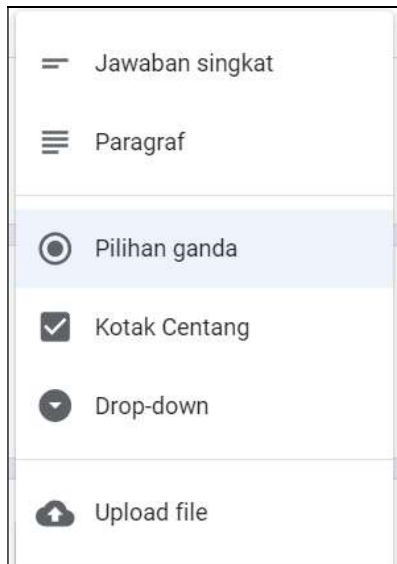 Jawaban singkat
Paragraf
Pilihan ganda
Kotak Centang
Drop-down
Upload file